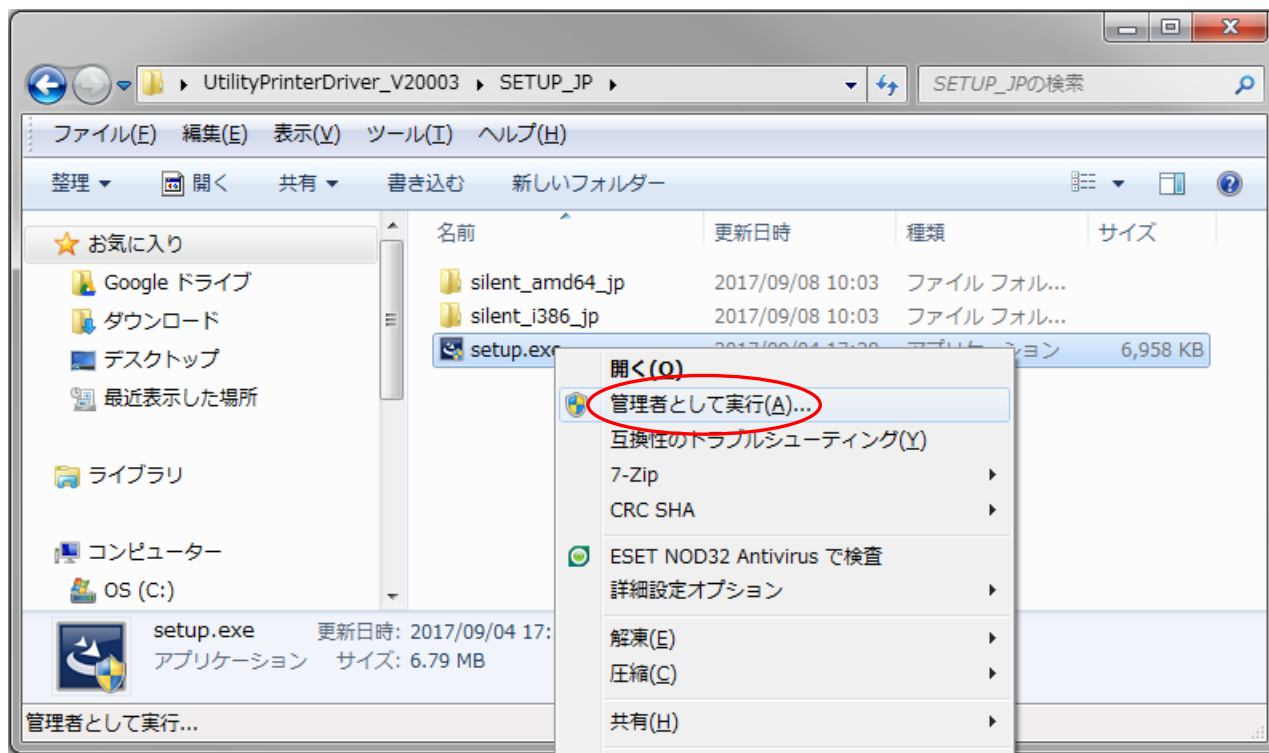 UtilityPrinterDriver_V20003 SETUP_JP SETUP_JPの検索
ファイル(F) 編集(E) 表示(V) ツール(T) ヘルプ(H)
整理 開く 共有 書き込む 新しいフォルダー
お気に入り
Google ドライブ
ダウンロード
デスクトップ
最近表示した場所
ライブラリ
コンピューター
OS (C:)
名前 更新日時 種類 サイズ
silent_amd64_jp 2017/09/08 10:03 ファイル フォル...
silent_i386_jp 2017/09/08 10:03 ファイル フォル...
setup.exe 6,958 KB
開く(O)
管理者として実行(A)...
互換性のトラブルシューティング(Y)
7-Zip
CRC SHA
ESET NOD32 Antivirus で検査
詳細設定オプション
解凍(E)
圧縮(C)
共有(H)
setup.exe 更新日時: 2017/09/04 17:
アプリケーション サイズ: 6.79 MB
管理者として実行...